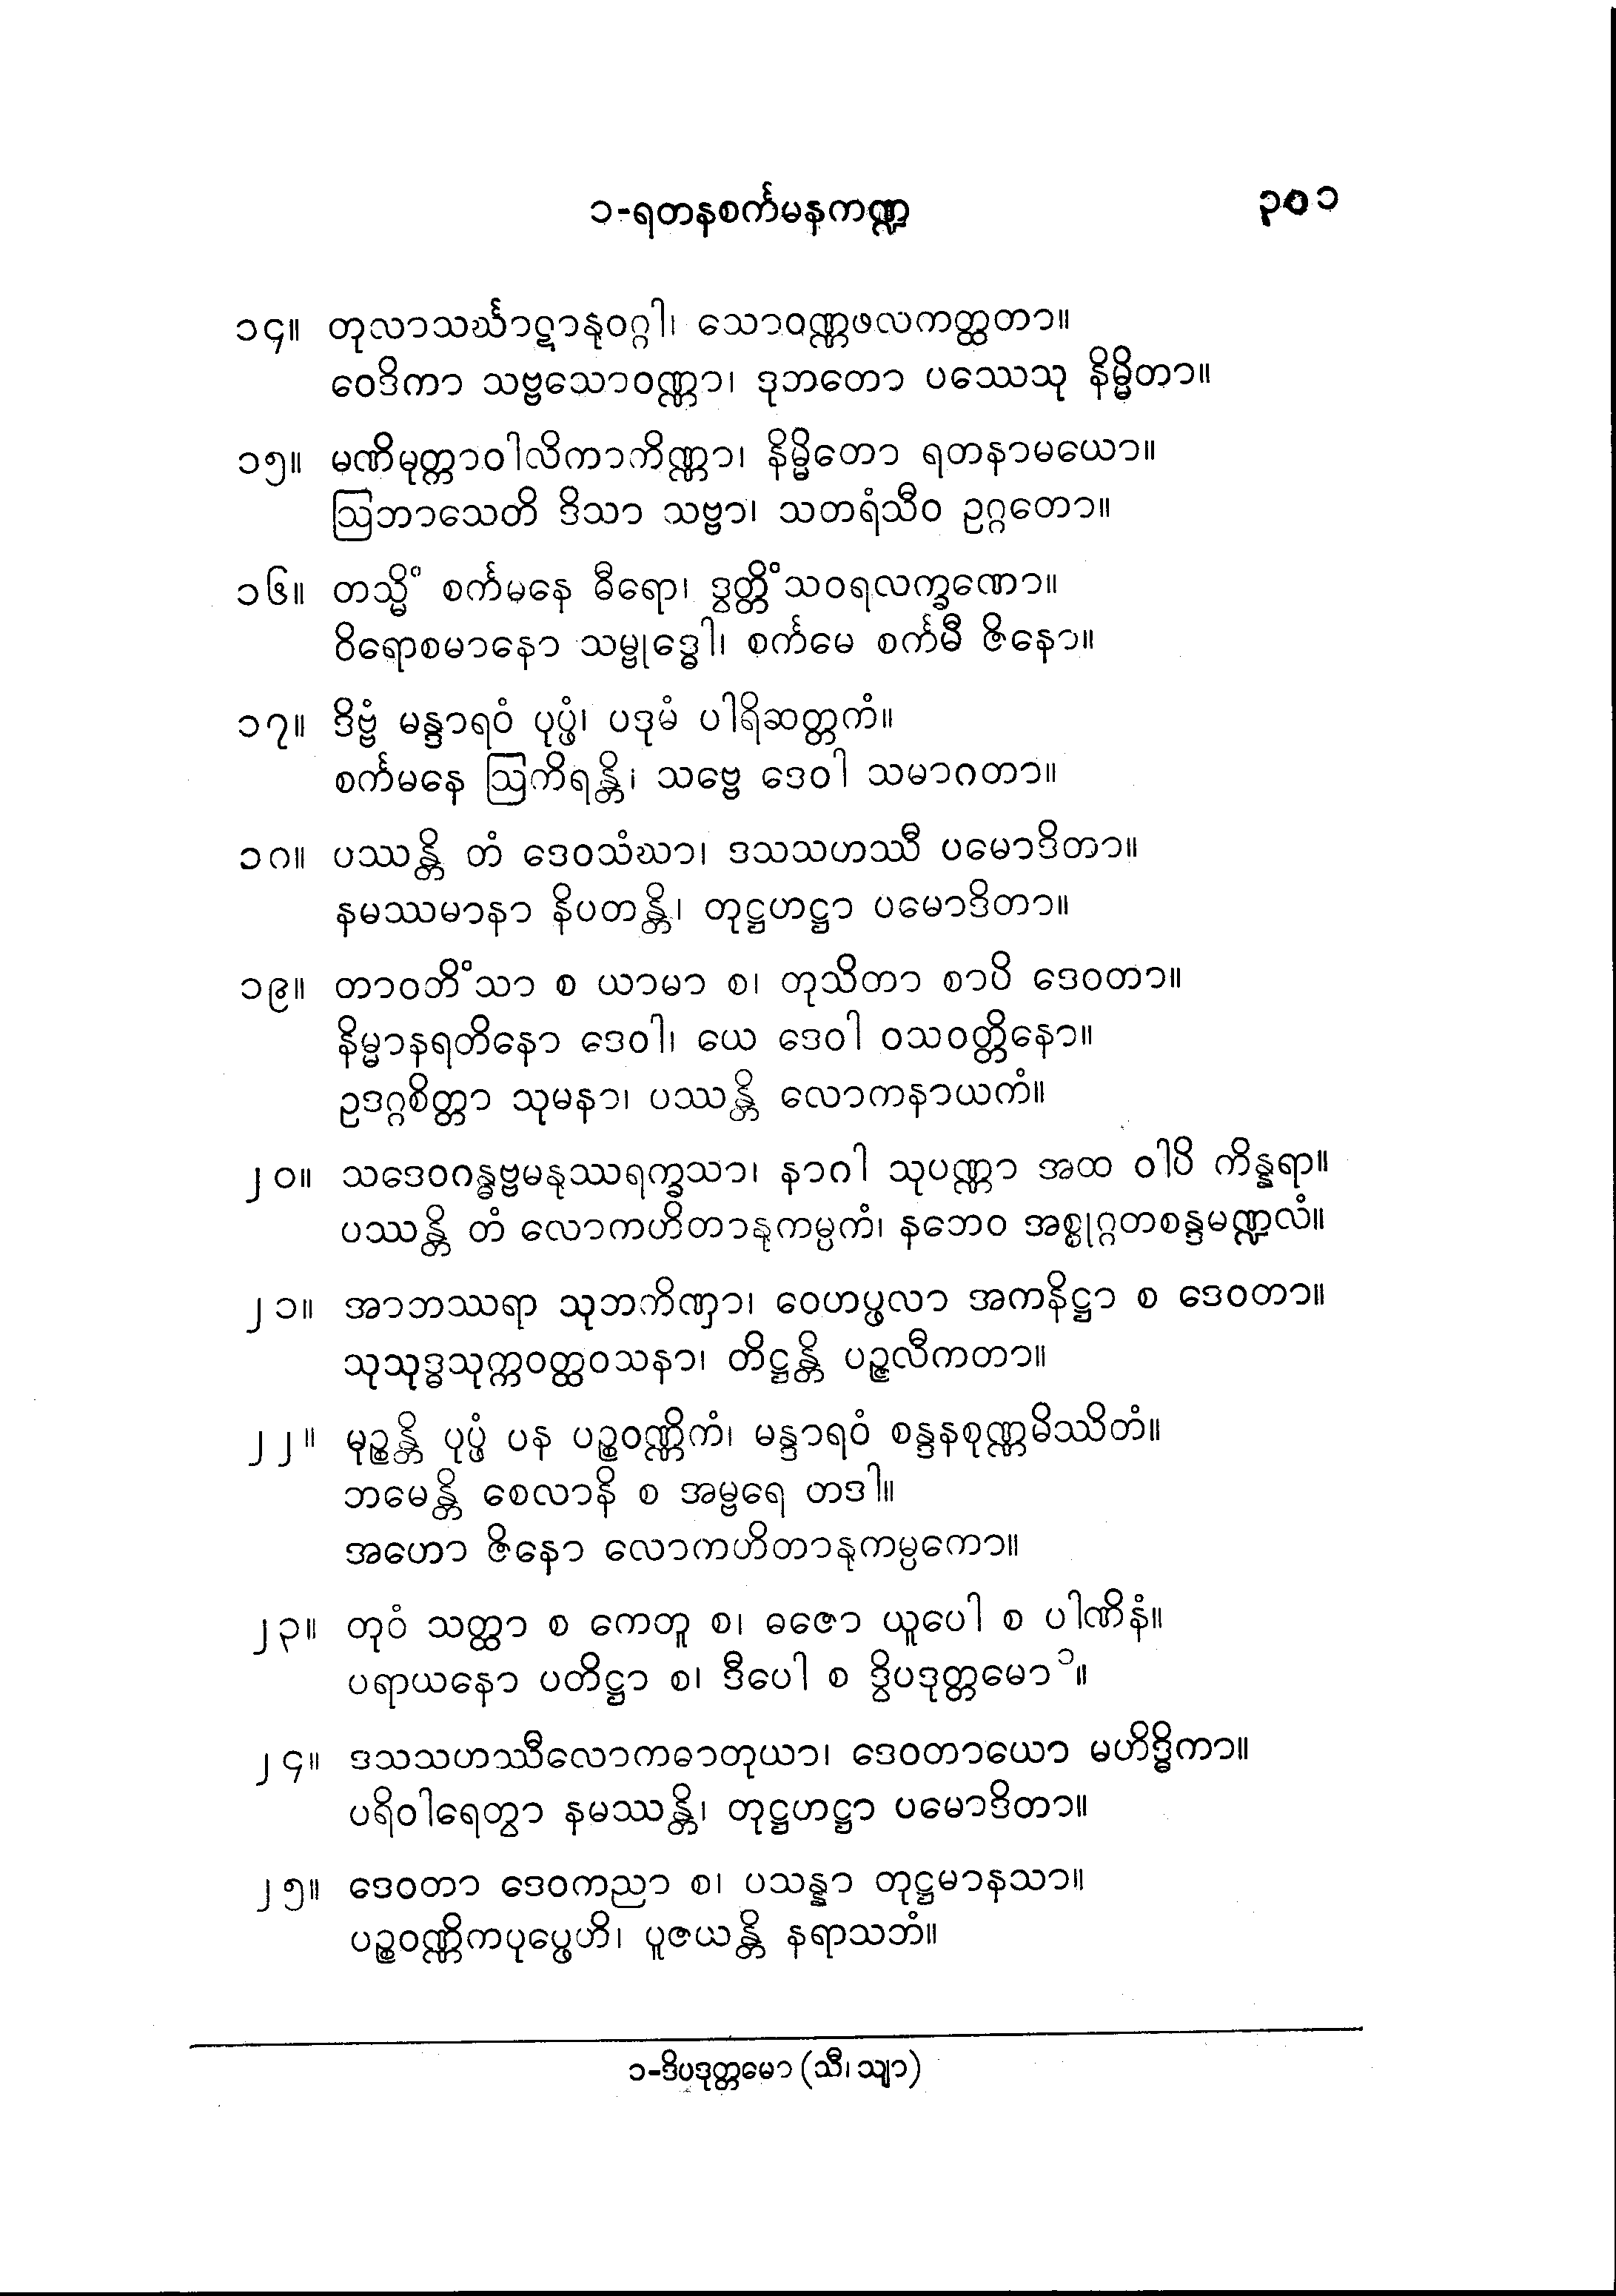 ၁-ရတနစင်္ကမနကဏ္ဍ ၃၀၁
၁၄။ တုလာသင်္ဃာဋာနုဝဂ္ဂါ၊ သောဝဏ္ဏဖလကတ္ထတာ။
ဝေဒိကာ သဗ္ဗသောဝဏ္ဏာ၊ ဒုဘတော ပဿေသု နိမ္မိတာ။
၁၅။ မဏိမုတ္တာဝါလိကာကိဏ္ဏာ၊ နိမ္မိတော ရတနာမယော။
ဩဘာသေတိ ဒိသာ သဗ္ဗာ၊ သတရံသီဝ ဥဂ္ဂတော။
၁၆။ တသ္မိံ စင်္ကမနေ ဓီရော၊ ဒွတ္တိံသဝရလက္ခဏော။
ဝိရောစမာနော သမ္ဗုဒ္ဓေါ၊ စင်္ကမေ စင်္ကမီ ဇိနော။
၁၇။ ဒိဗ္ဗံ မန္ဒာရဝံ ပုပ္ဖံ၊ ပဒုမံ ပါရိဆတ္တကံ။
စင်္ကမနေ ဩကိရန္တိ၊ သဗ္ဗေ ဒေဝါ သမာဂတာ။
၁၈။ ပဿန္တိ တံ ဒေဝသံဃာ၊ ဒသသဟဿီ ပမောဒိတာ။
နမဿမာနာ နိပတန္တိ၊ တုဋ္ဌဟဋ္ဌာ ပမောဒိတာ။
၁၉။ တာဝတိံသာ စ ယာမာ စ၊ တုသိတာ စာပိ ဒေဝတာ။
နိမ္မာနရတိနော ဒေဝါ၊ ယေ ဒေဝါ ဝသဝတ္တိနော။
ဥဒဂ္ဂစိတ္တာ သုမနာ၊ ပဿန္တိ လောကနာယကံ။
၂၀။ သဒေဝဂန္ဓဗ္ဗမနုဿရက္ခသာ၊ နာဂါ သုပဏ္ဏာ အထ ဝါပိ ကိန္နရာ။
ပဿန္တိ တံ လောကဟိတာနုကမ္ပကံ၊ နဘေဝ အစ္စုဂ္ဂတစန္ဒမဏ္ဍလံ။
၂၁။ အာဘဿရာ သုဘကိဏှာ၊ ဝေဟပ္ဖလာ အကနိဋ္ဌာ စ ဒေဝတာ။
သုသုဒ္ဓသုက္ကဝတ္ထဝသနာ၊ တိဋ္ဌန္တိ ပဉ္ဇလီကတာ။
၂၂။ မုဉ္စန္တိ ပုပ္ဖံ ပန ပဉ္စဝဏ္ဏိကံ၊ မန္ဒာရဝံ စန္ဒနစုဏ္ဏမိဿိတံ။
ဘမေန္တိ စေလာနိ စ အမ္ဗရေ တဒါ။
အဟော ဇိနော လောကဟိတာနုကမ္ပကော။
၂၃။ တုဝံ သတ္ထာ စ ကေတူ စ၊ ဓဇော ယူပေါ စ ပါဏိနံ။
ပရာယနော ပတိဋ္ဌာ စ၊ ဒီပေါ စ ဒွိပဒုတ္တမော ၁။
၂၄။ ဒသသဟဿီလောကဓာတုယာ၊ ဒေဝတာယော မဟိဒ္ဓိကာ။
ပရိဝါရေတွာ နမဿန္တိ၊ တုဋ္ဌဟဋ္ဌာ ပမောဒိတာ။
၂၅။ ဒေဝတာ ဒေဝကညာ စ၊ ပသန္နာ တုဋ္ဌမာနသာ။
ပဉ္စဝဏ္ဏိကပုပ္ဖေဟိ၊ ပူဇယန္တိ နရာသဘံ။
၁-ဒိပဒုတ္တမော (သီ၊ သျာ)